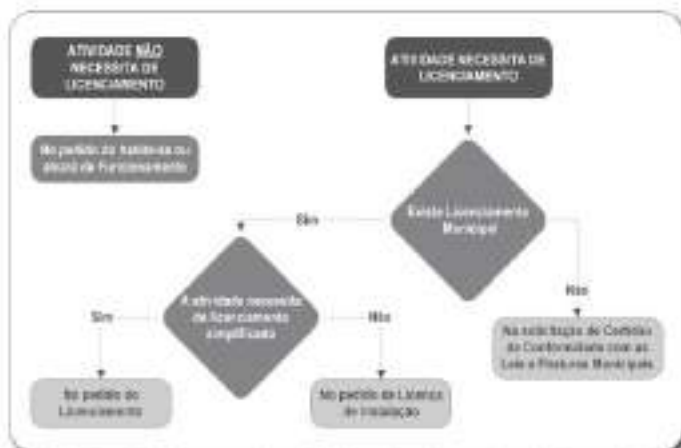 ATIVIDADE NÃO
NECESSITA DE
LICENCIAMENTO
ATIVIDADE NECESSITA DE
LICENCIAMENTO
No pedido do habite-se ou
alvará de Funcionamento
Existe Licenciamento
Municipal
Sim
Não
A atividade necessita
de licenciamento
simplificado
Sim
Não
Na solicitação de Certidão
de Conformidade com as
Leis e Posturas Municipais
No pedido do
Licenciamento
No pedido da Licença
de Instalação